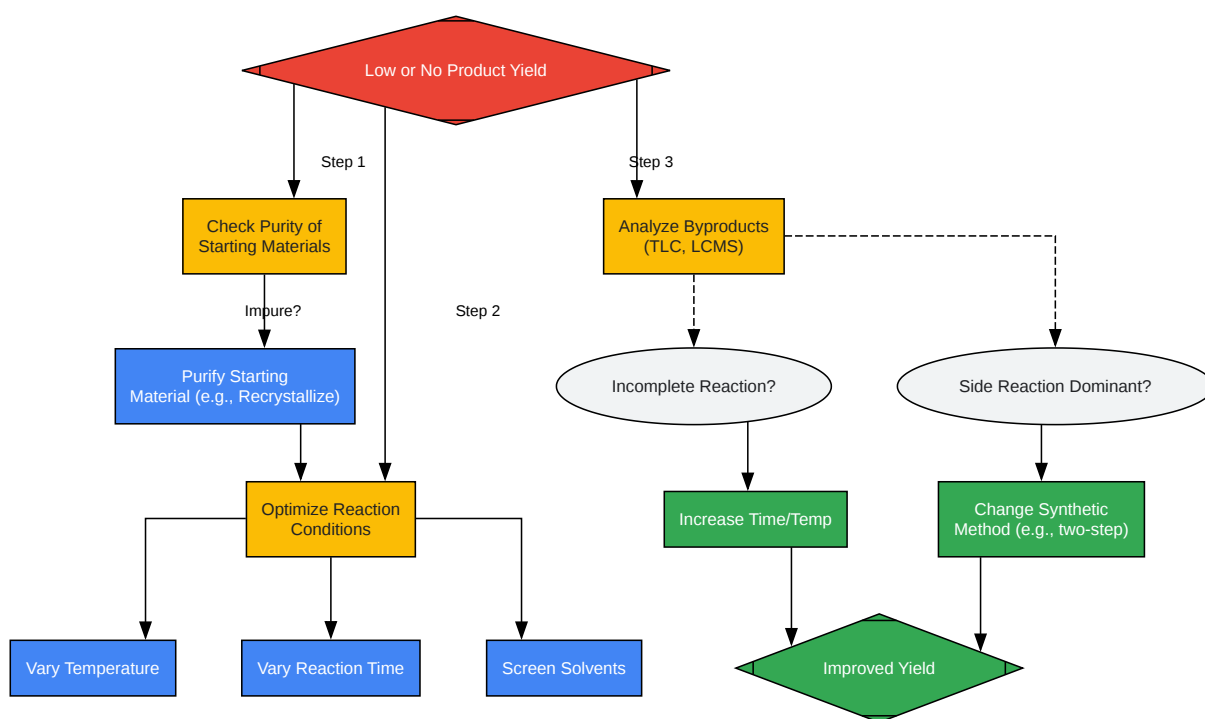 Low or No Product Yield
Step 1
Step 3
Check Purity of
Starting Materials
Analyze Byproducts
(TLC, LCMS)
Impure?
Step 2
Purify Starting
Material (e.g., Recrystallize)
Incomplete Reaction?
Side Reaction Dominant?
Optimize Reaction
Conditions
Increase Time/Temp
Change Synthetic
Method (e.g., two-step)
Vary Temperature
Vary Reaction Time
Screen Solvents
Improved Yield